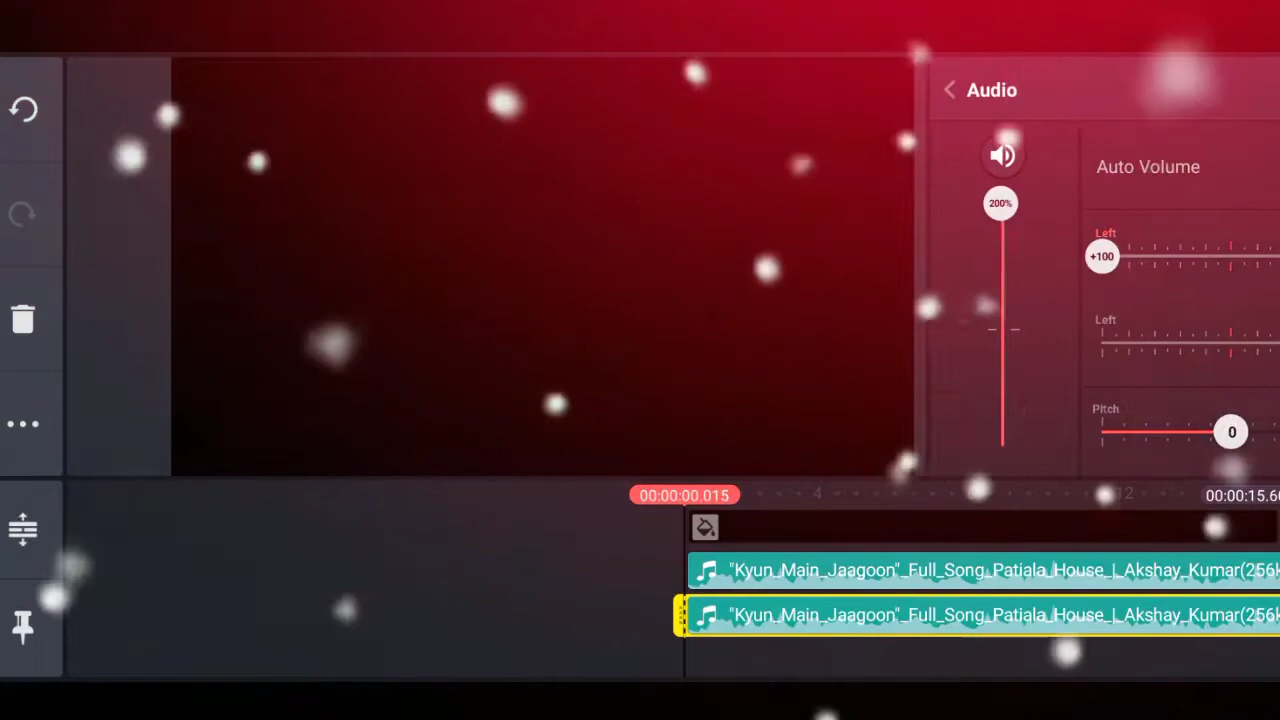 Audio
200%
Auto Volume
Left
+100
Left
Pitch
0
00:00:00.015
4
12
00:00:15.60
"Kyun_Main_Jaagoon"_Full_Song_Patiala_House_|_Akshay_Kumar(256k
"Kyun_Main_Jaagoon"_Full_Song_Patiala_House_|_Akshay_Kumar(256k